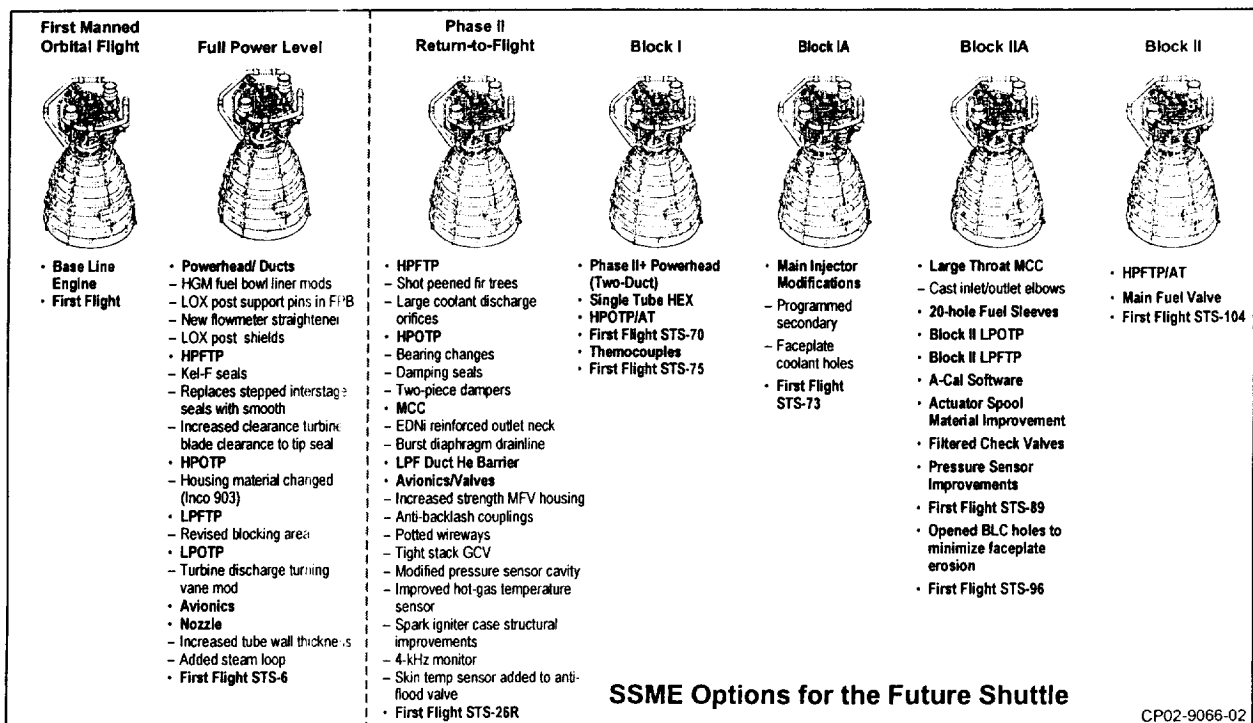 First Manned
Orbital Flight
• Base Line
Engine
• First Flight
Full Power Level
• Powerhead/ Ducts
– HGM fuel bowl liner mods
– LOX post support pins in FPB
– New flowmeter straightener
– LOX post shields
• HPFTP
– Kel-F seals
– Replaces stepped interstage
seals with smooth
– Increased clearance turbine
blade clearance to tip seal
• HPOTP
– Housing material changed
(Inco 903)
• LPFTP
– Revised blocking area
• LPOTP
– Turbine discharge turning
vane mod
• Avionics
• Nozzle
– Increased tube wall thickness
– Added steam loop
• First Flight STS-6
Phase II
Return-to-Flight
• HPFTP
– Shot peened fir trees
– Large coolant discharge
orifices
• HPOTP
– Bearing changes
– Damping seals
– Two-piece dampers
• MCC
– EDNi reinforced outlet neck
– Burst diaphragm drainline
• LPF Duct He Barrier
• Avionics/Valves
– Increased strength MFV housing
– Anti-backlash couplings
– Potted wireways
– Tight stack GCV
– Modified pressure sensor cavity
– Improved hot-gas temperature
sensor
– Spark igniter case structural
improvements
– 4-kHz monitor
– Skin temp sensor added to anti-
flood valve
• First Flight STS-26R
Block I
• Phase II+ Powerhead
(Two-Duct)
• Single Tube HEX
• HPOTP/AT
• First Flight STS-70
• Themocouples
• First Flight STS-75
Block IA
• Main Injector
Modifications
– Programmed
secondary
– Faceplate
coolant holes
• First Flight
STS-73
Block IIA
• Large Throat MCC
– Cast inlet/outlet elbows
• 20-hole Fuel Sleeves
• Block II LPOTP
• Block II LPFTP
• A-Cal Software
• Actuator Spool
Material Improvement
• Filtered Check Valves
• Pressure Sensor
Improvements
• First Flight STS-89
• Opened BLC holes to
minimize faceplate
erosion
• First Flight STS-96
Block II
• HPFTP/AT
• Main Fuel Valve
• First Flight STS-104
SSME Options for the Future Shuttle
CP02-9066-02